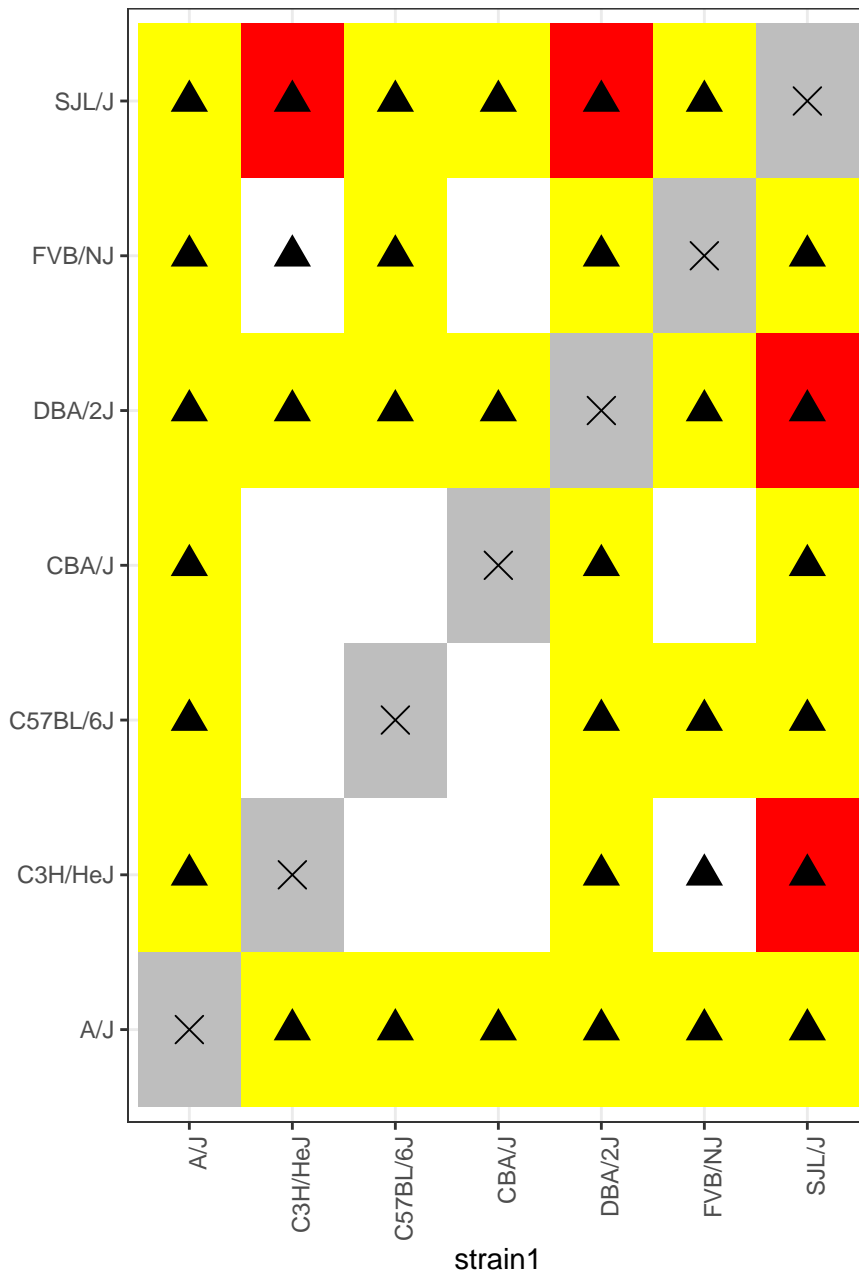 SJL/J
FVB/NJ
DBA/2J
CBA/J
C57BL/6J
C3H/HeJ
A/J
A/J
C3H/HeJ
C57BL/6J
CBA/J
DBA/2J
FVB/NJ
SJL/J
strain1